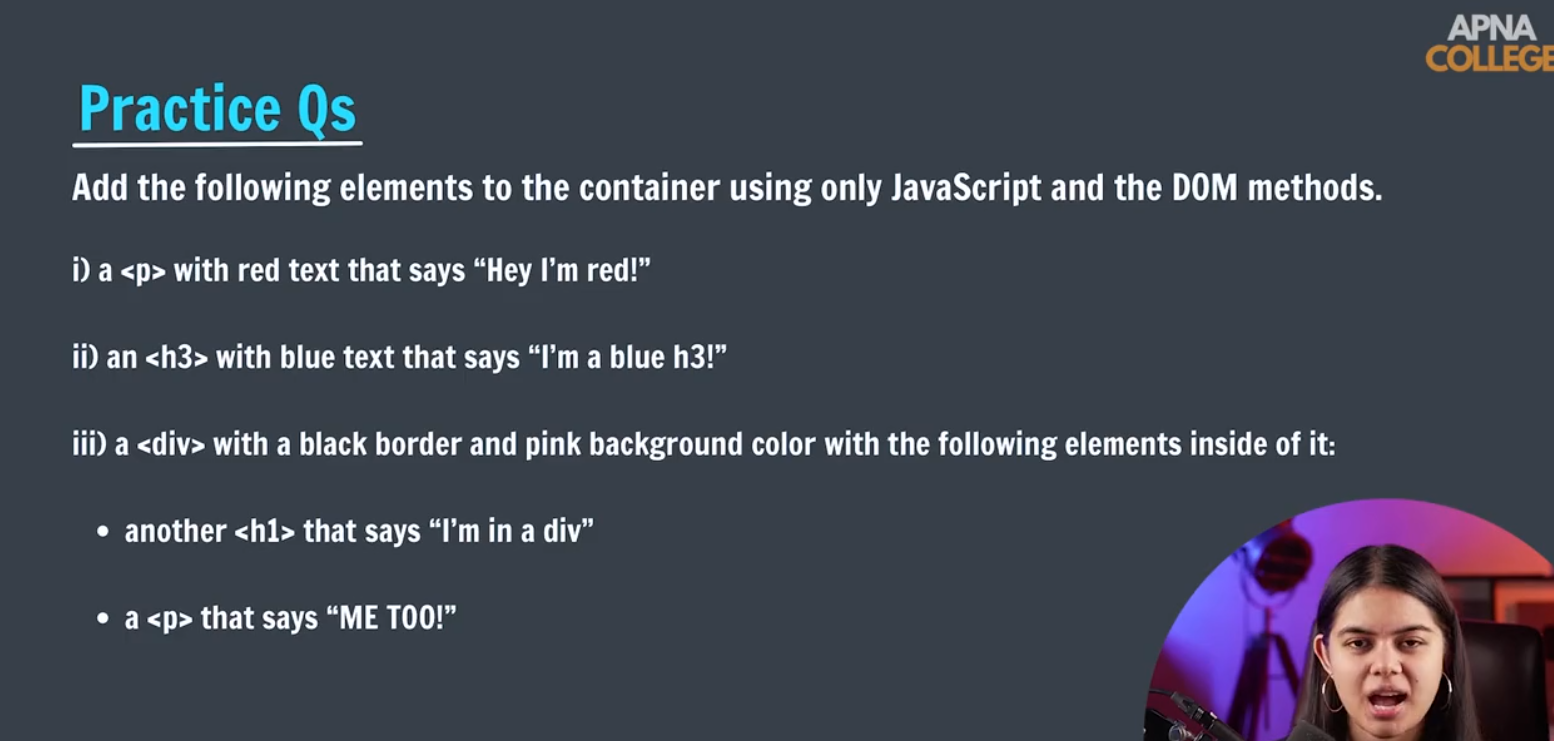 APNA
COLLEGE
Practice Qs
Add the following elements to the container using only JavaScript and the DOM methods.
i) a <p> with red text that says “Hey I’m red!”
ii) an <h3> with blue text that says “I’m a blue h3!”
iii) a <div> with a black border and pink background color with the following elements inside of it:
• another <h1> that says “I’m in a div”
• a <p> that says “ME TOO!”